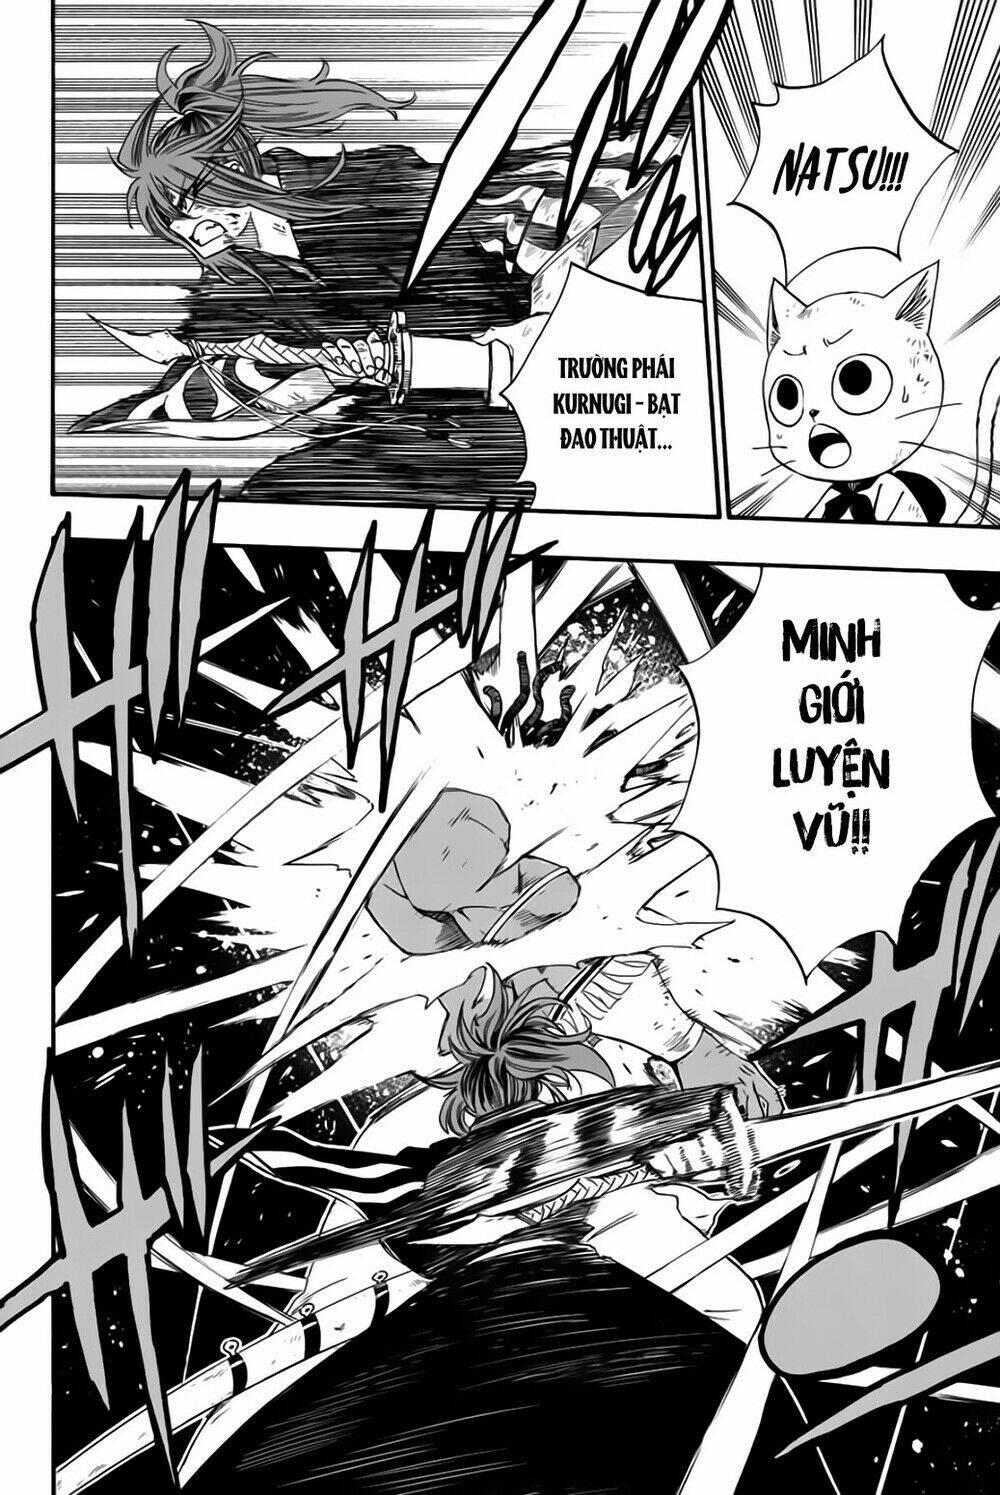 NATSU!!!
TRƯỜNG PHÁI
KURNUGI - BẠT
ĐAO THUẬT...
MINH
GIỚI
LUYỆN
VŨ!!